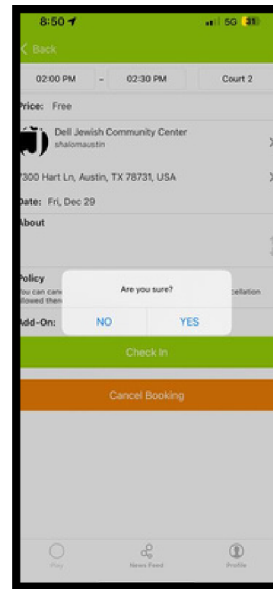 8:50
5G 31
Back
02:00 PM - 02:30 PM Court 2
Price: Free
Dell Jewish Community Center
shalomaustin
7300 Hart Ln, Austin, TX 78731, USA
Date: Fri, Dec 29
About
Policy
You can canc cellation
allowed ther
Are you sure?
Add-On:
NO YES
Check In
Cancel Booking
Play News Feed Profile